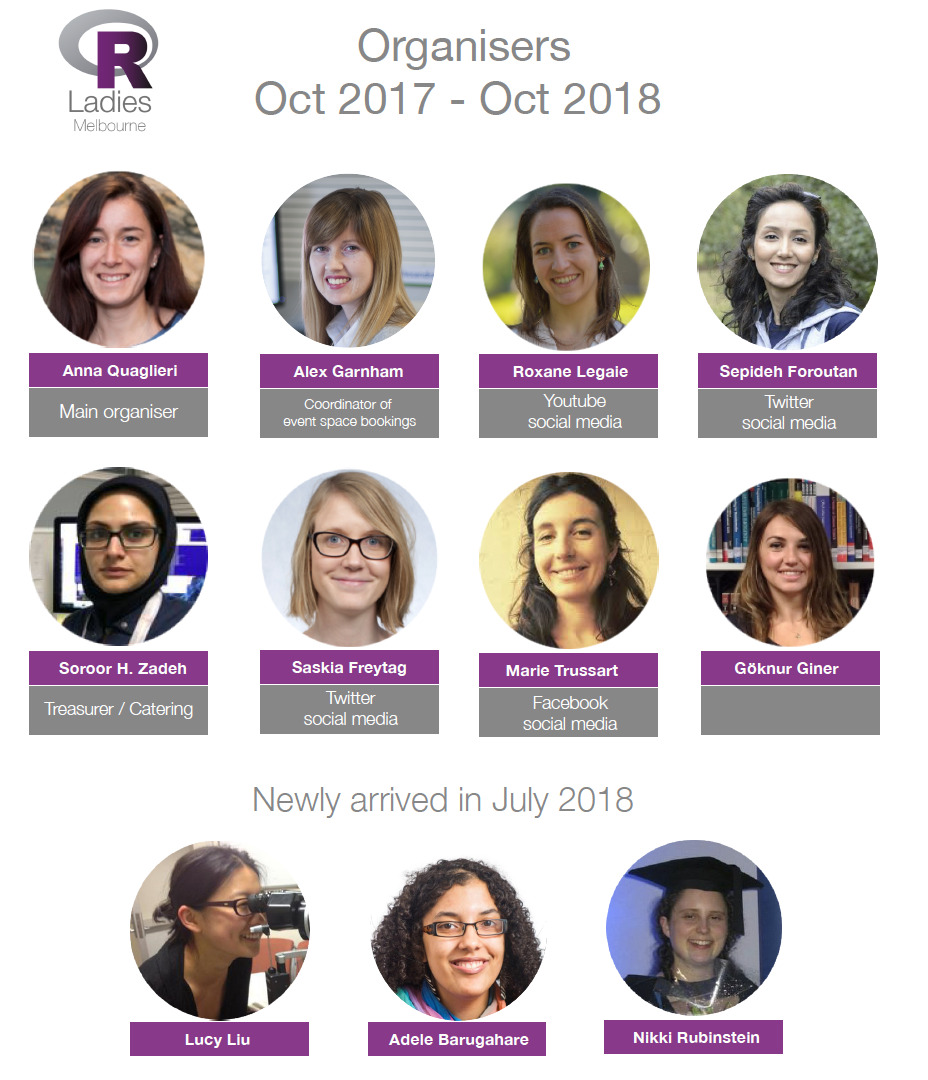 R
Ladies
Melbourne
Organisers
Oct 2017 - Oct 2018
Anna Quaglieri
Main organiser
Alex Garnham
Coordinator of
event space bookings
Roxane Legaie
Youtube
social media
Sepideh Foroutan
Twitter
social media
Soroor H. Zadeh
Treasurer / Catering
Saskia Freytag
Twitter
social media
Marie Trussart
Facebook
social media
Göknur Giner
Newly arrived in July 2018
Lucy Liu
Adele Barugahare
Nikki Rubinstein